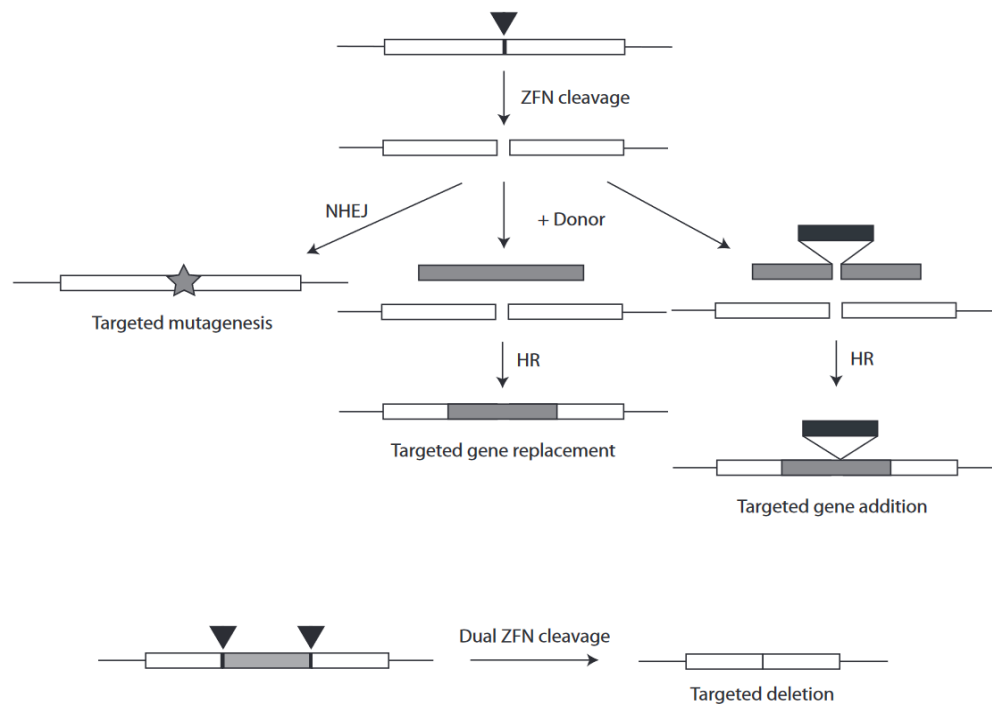 ZFN cleavage
NHEJ
+ Donor
Targeted mutagenesis
HR
HR
Targeted gene replacement
Targeted gene addition
Dual ZFN cleavage
Targeted deletion